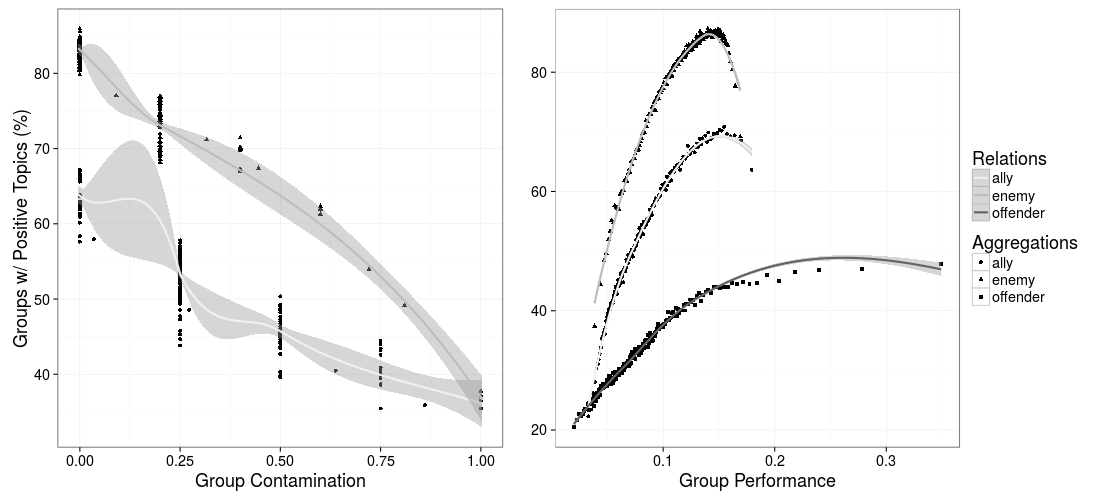 Groups w/ Positive Topics (%)
80
70
60
50
40
0.00 0.25 0.50 0.75 1.00
Group Contamination
80
60
40
20
0.1 0.2 0.3
Group Performance
Relations
ally
enemy
offender
Aggregations
ally
enemy
offender